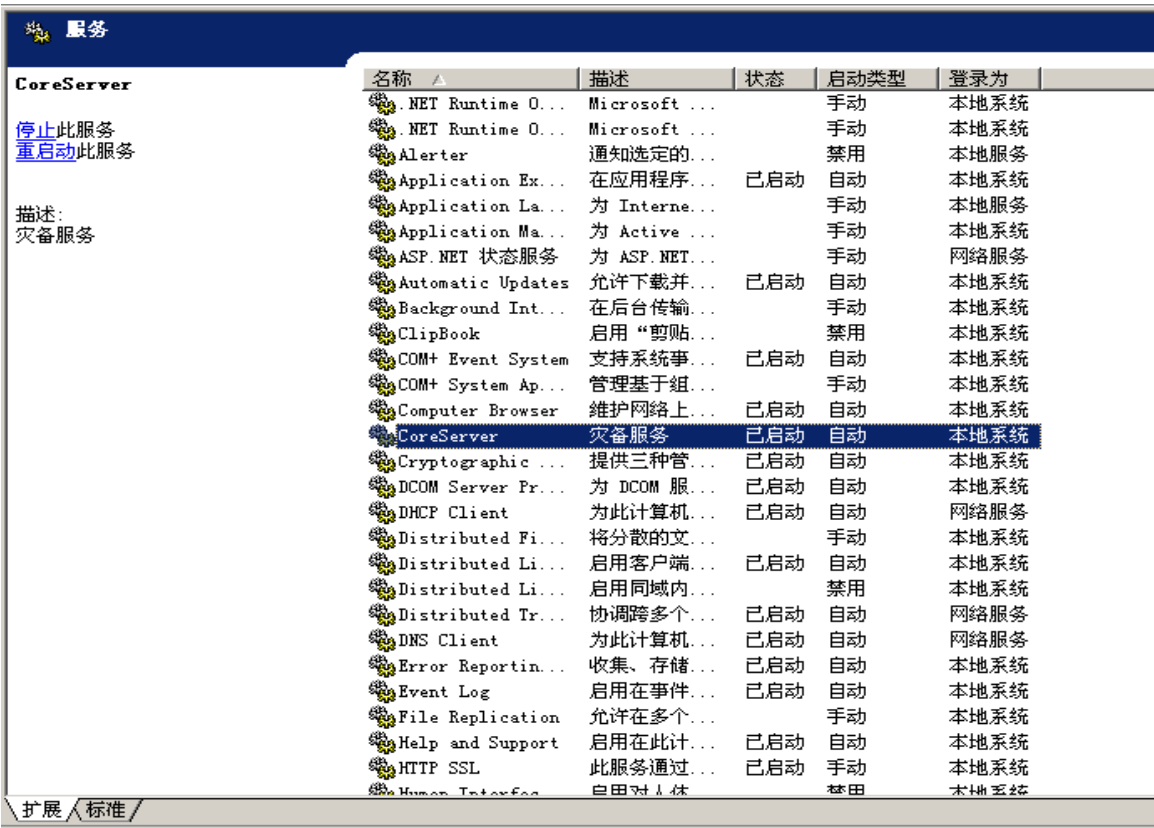 服务
CoreServer
停止此服务
重启动此服务
描述:
灾备服务
名称 描述 状态 启动类型 登录为
.NET Runtime O... Microsoft ... 手动 本地系统
.NET Runtime O... Microsoft ... 手动 本地系统
Alerter 通知选定的... 禁用 本地服务
Application Ex... 在应用程序... 已启动 自动 本地系统
Application La... 为 Interne... 手动 本地服务
Application Ma... 为 Active ... 手动 本地系统
ASP.NET 状态服务 为 ASP.NET... 手动 网络服务
Automatic Updates 允许下载并... 已启动 自动 本地系统
Background Int... 在后台传输... 手动 本地系统
ClipBook 启用“剪贴... 禁用 本地系统
COM+ Event System 支持系统事... 已启动 自动 本地系统
COM+ System Ap... 管理基于组... 手动 本地系统
Computer Browser 维护网络上... 已启动 自动 本地系统
CoreServer 灾备服务 已启动 自动 本地系统
Cryptographic ... 提供三种管... 已启动 自动 本地系统
DCOM Server Pr... 为 DCOM 服... 已启动 自动 本地系统
DHCP Client 为此计算机... 已启动 自动 网络服务
Distributed Fi... 将分散的文... 手动 本地系统
Distributed Li... 启用客户端... 已启动 自动 本地系统
Distributed Li... 启用同域内... 禁用 本地系统
Distributed Tr... 协调跨多个... 已启动 自动 网络服务
DNS Client 为此计算机... 已启动 自动 网络服务
Error Reportin... 收集、存储... 已启动 自动 本地系统
Event Log 启用在事件... 已启动 自动 本地系统
File Replication 允许在多个... 手动 本地系统
Help and Support 启用在此计... 已启动 自动 本地系统
HTTP SSL 此服务通过... 已启动 手动 本地系统
Human Interfac... 启用对人体... 禁用 本地系统
扩展 标准